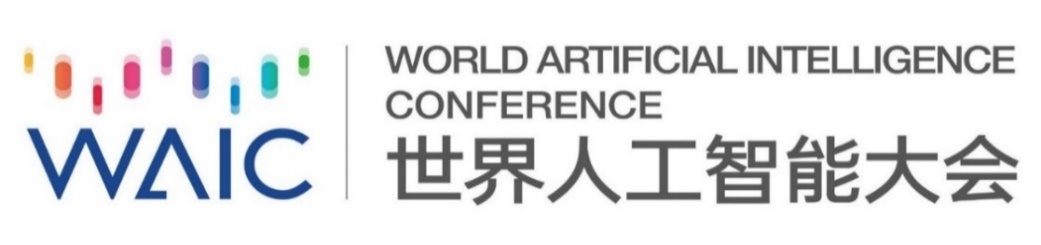 WAIC
WORLD ARTIFICIAL INTELLIGENCE
CONFERENCE
世界人工智能大会